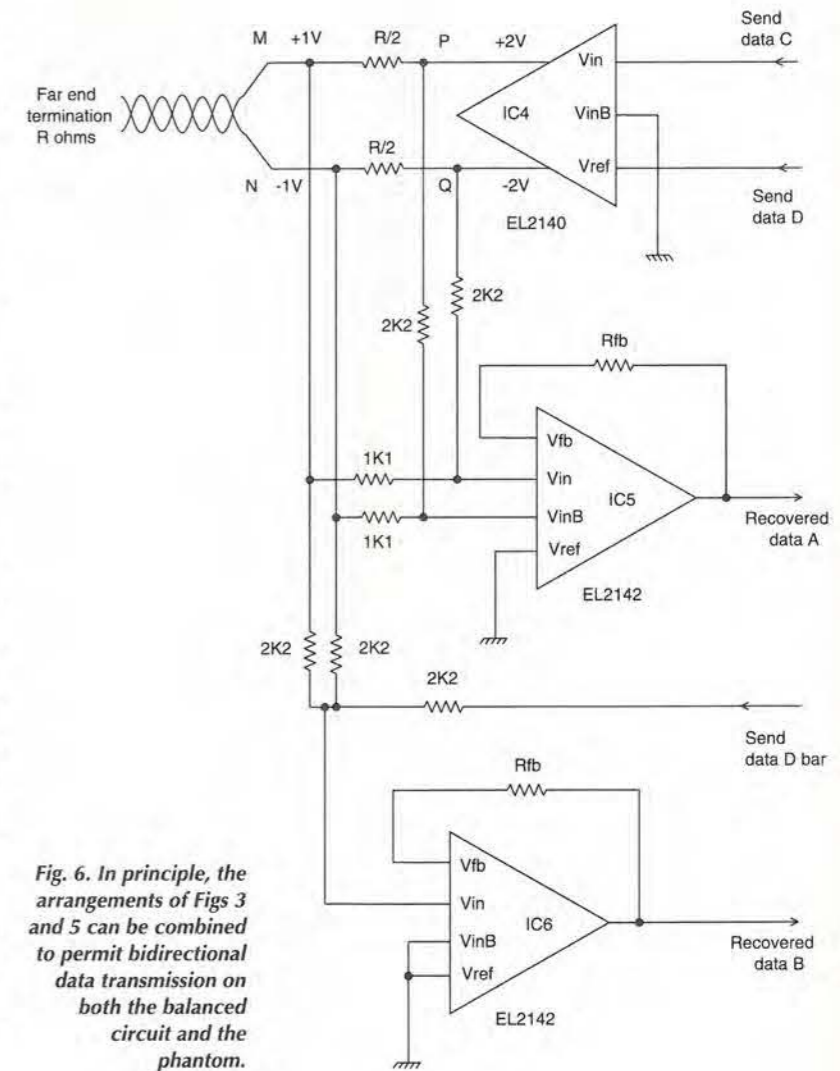 Send
data C
M
+1V
R/2
P
+2V
Vin
Far end
termination
R ohms
IC4
VinB
R/2
Vref
N
-1V
Q
-2V
Send
data D
EL2140
2K2
2K2
Rfb
Vfb
1K1
Vin
IC5
VinB
Recovered
data A
1K1
Vref
EL2142
2K2
2K2
2K2
Send
data D bar
Rfb
Vfb
Vin
IC6
VinB
Recovered
data B
Vref
EL2142
Fig. 6. In principle, the
arrangements of Figs 3
and 5 can be combined
to permit bidirectional
data transmission on
both the balanced
circuit and the
phantom.